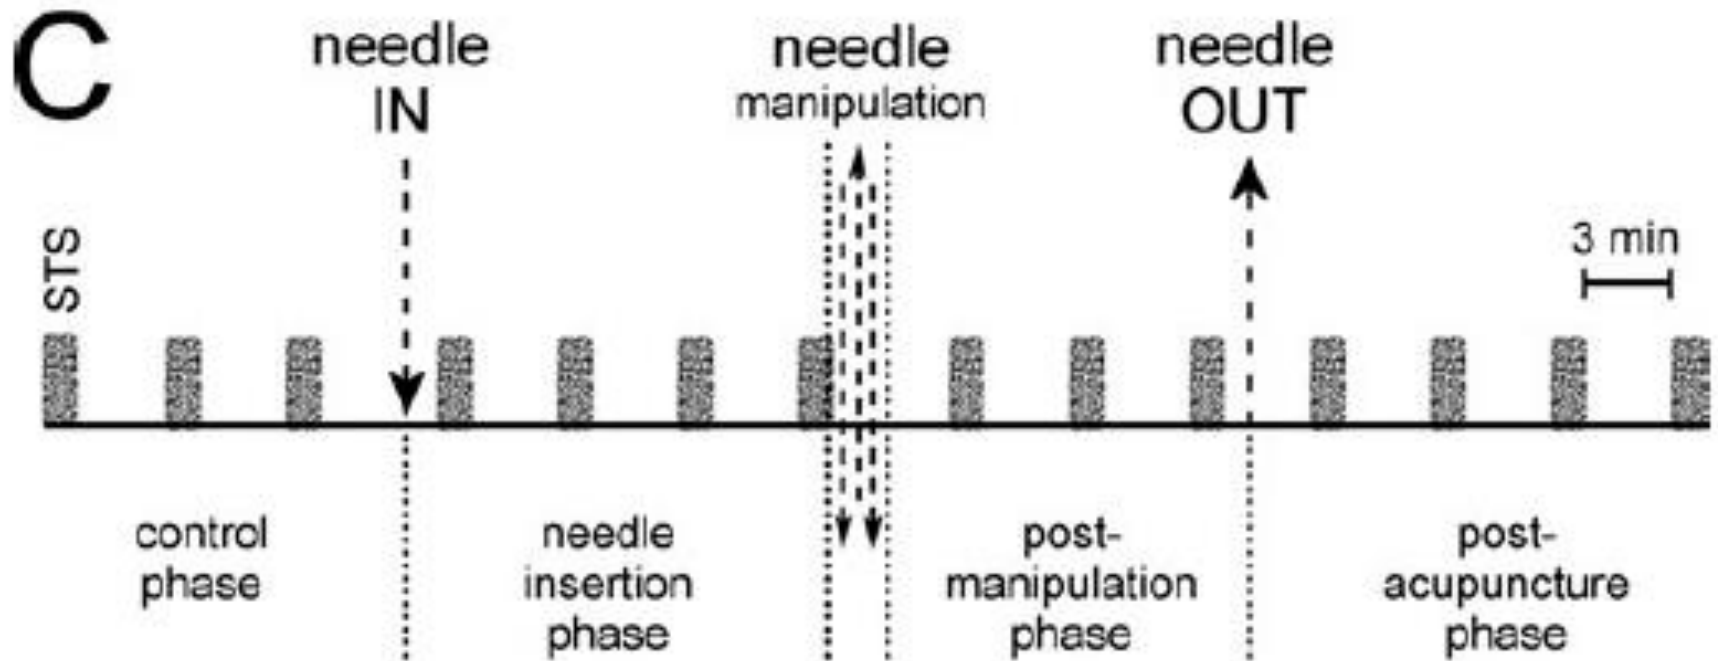 C
needle
IN
needle
manipulation
needle
OUT
STS
3 min
control
phase
needle
insertion
phase
post-
manipulation
phase
post-
acupuncture
phase